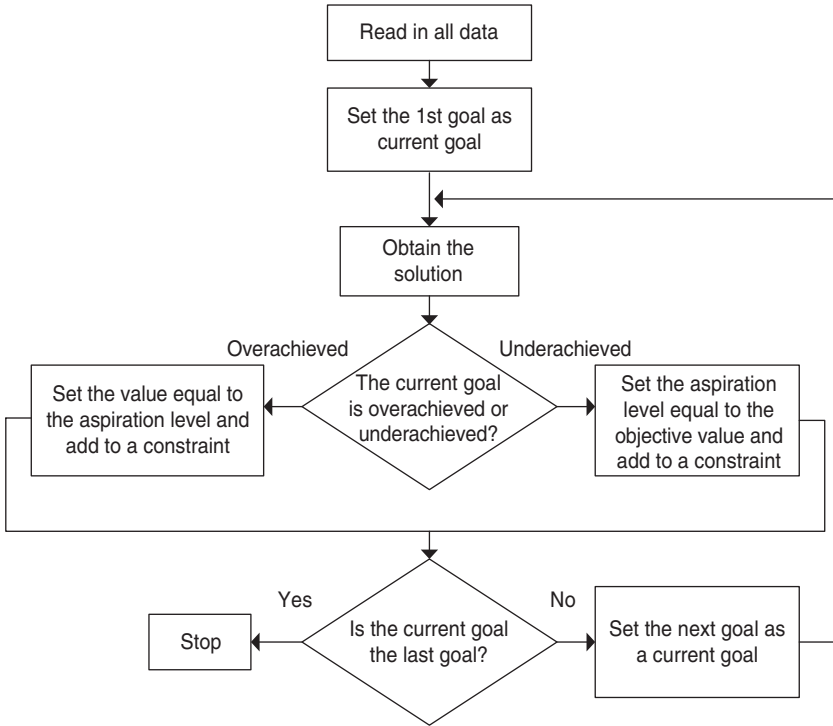 Read in all data
Set the 1st goal as
current goal
Obtain the
solution
Overachieved
Underachieved
Set the value equal to
the aspiration level and
add to a constraint
The current goal
is overachieved or
underachieved?
Set the aspiration
level equal to the
objective value and
add to a constraint
Yes
No
Stop
Is the current goal
the last goal?
Set the next goal as
a current goal